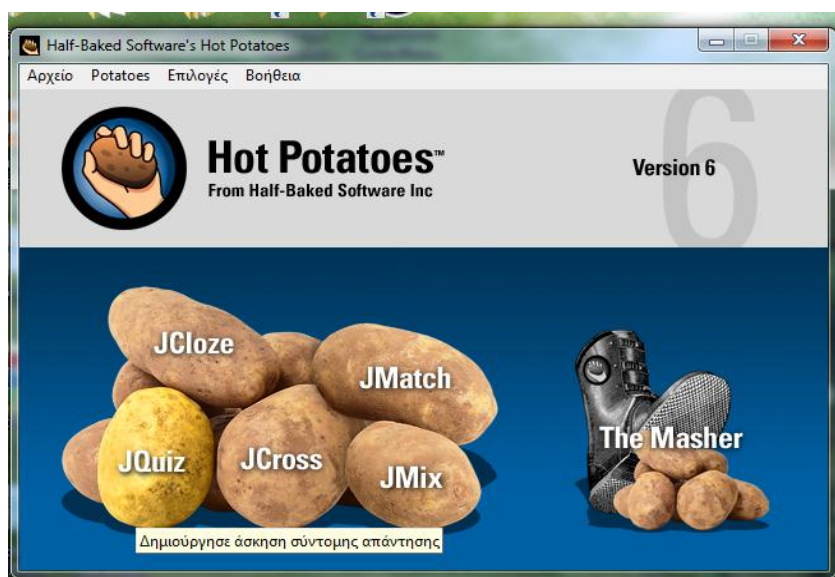 Half-Baked Software's Hot Potatoes
Αρχείο Potatoes Επιλογές Βοήθεια
Hot Potatoes™
From Half-Baked Software Inc
Version 6
6
JCloze
JMatch
JQuiz
JCross
JMix
The Masher
Δημιούργησε άσκηση σύντομης απάντησης